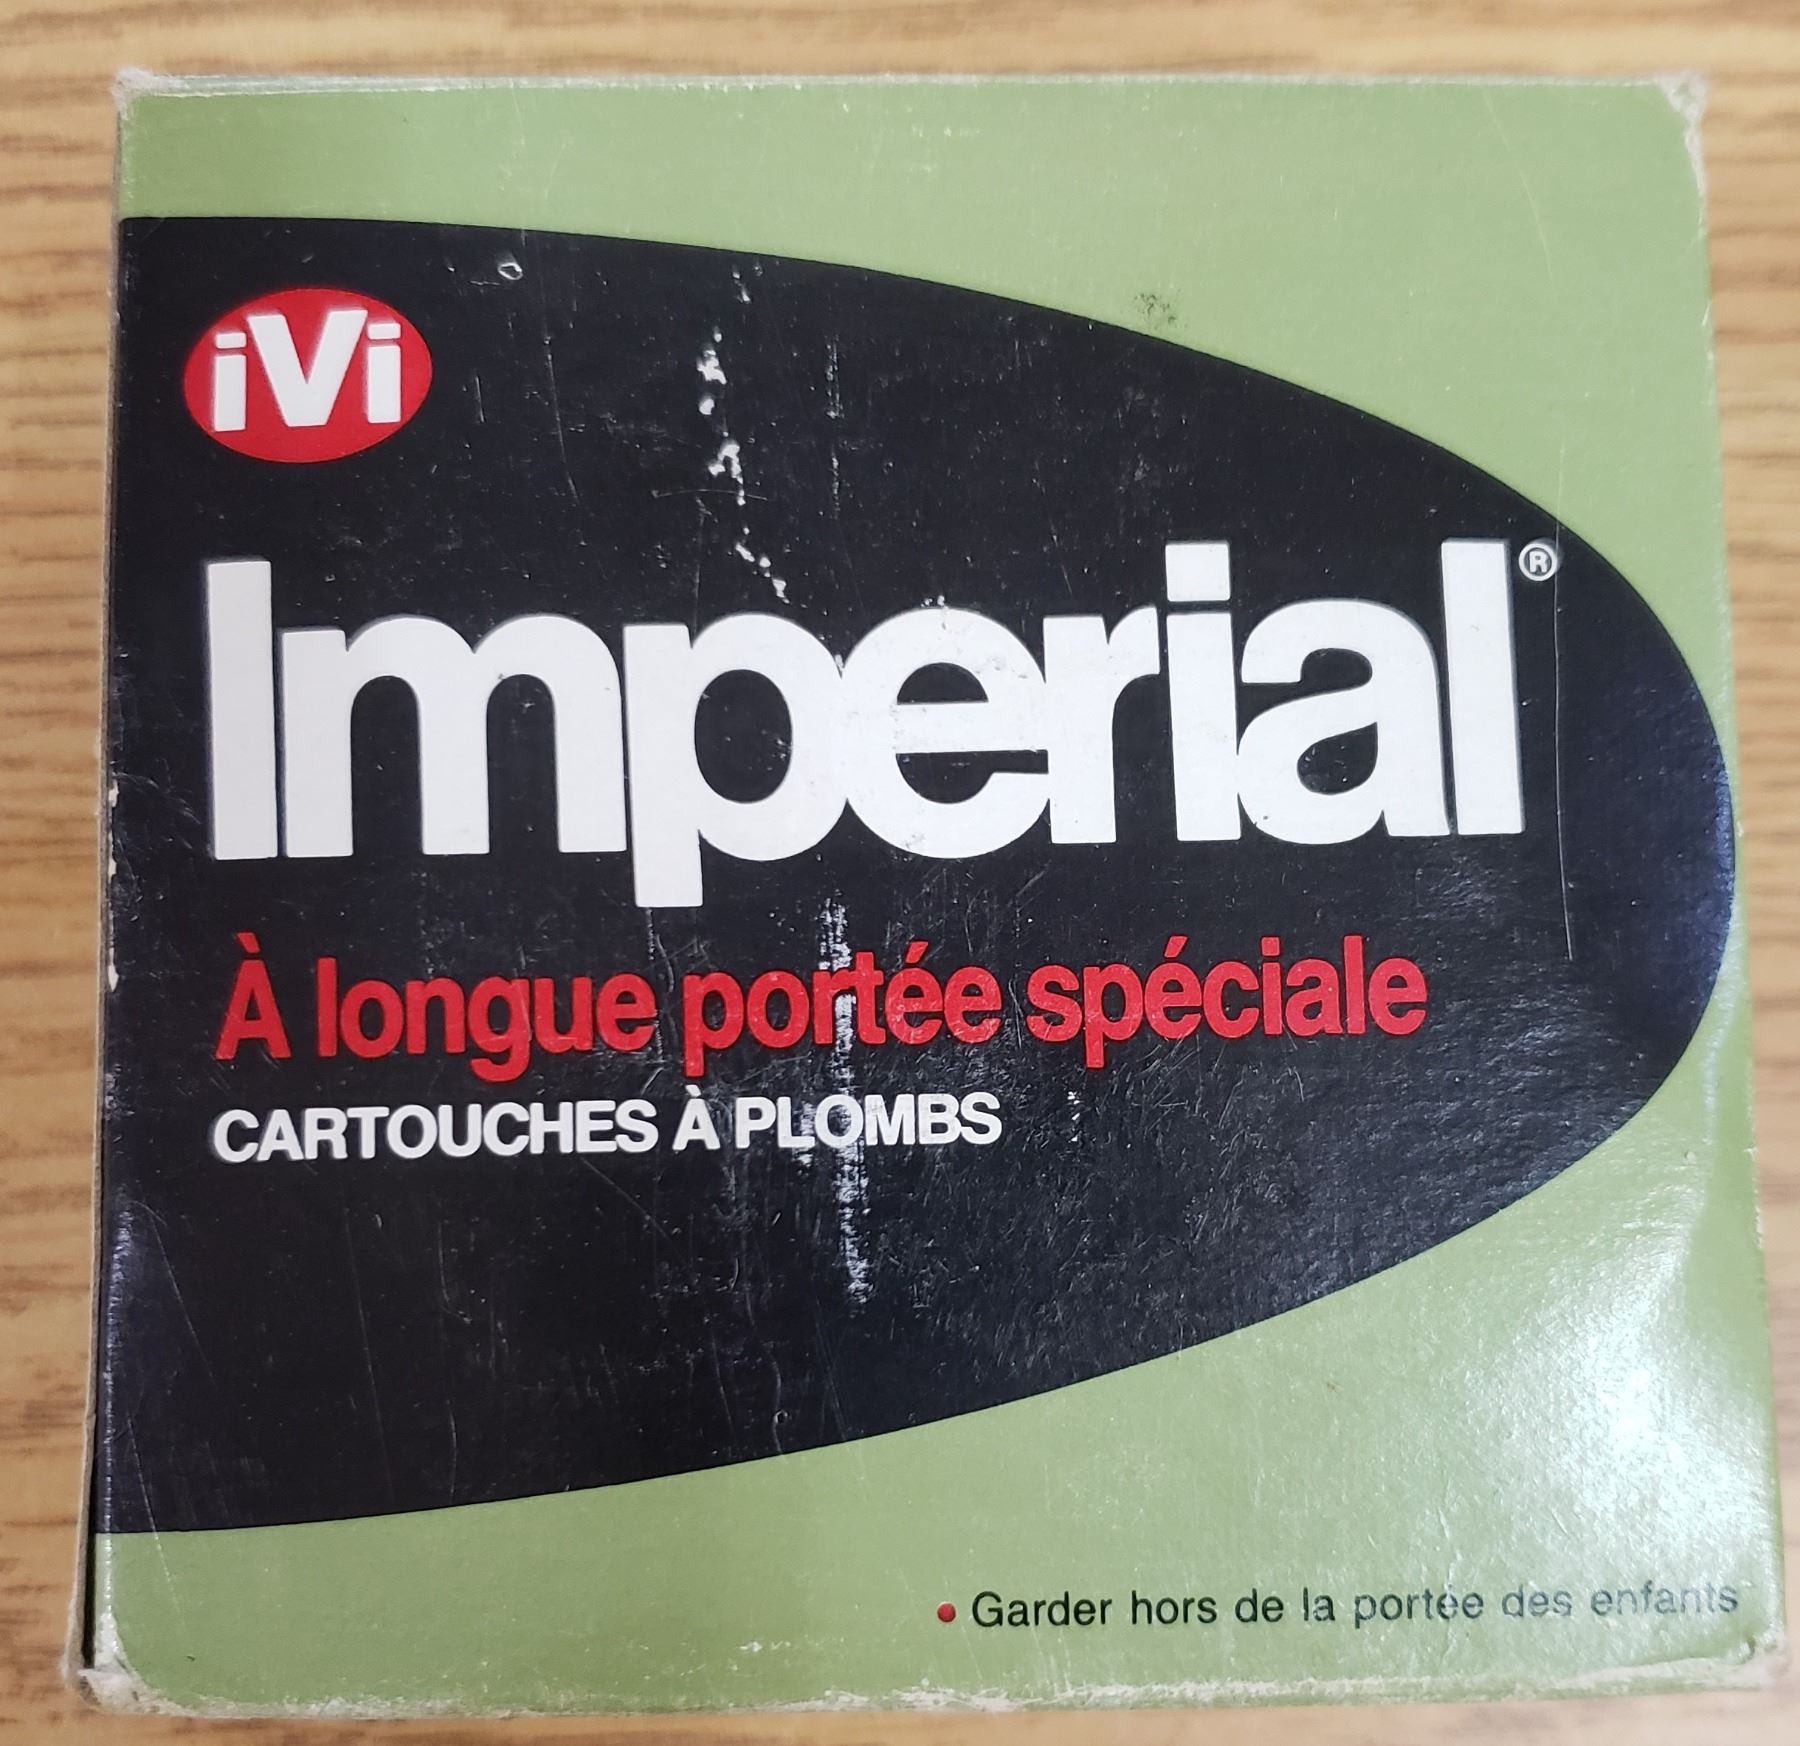 iVi
Imperial®
À longue portée spéciale
CARTOUCHES À PLOMBS
• Garder hors de la portée des enfants